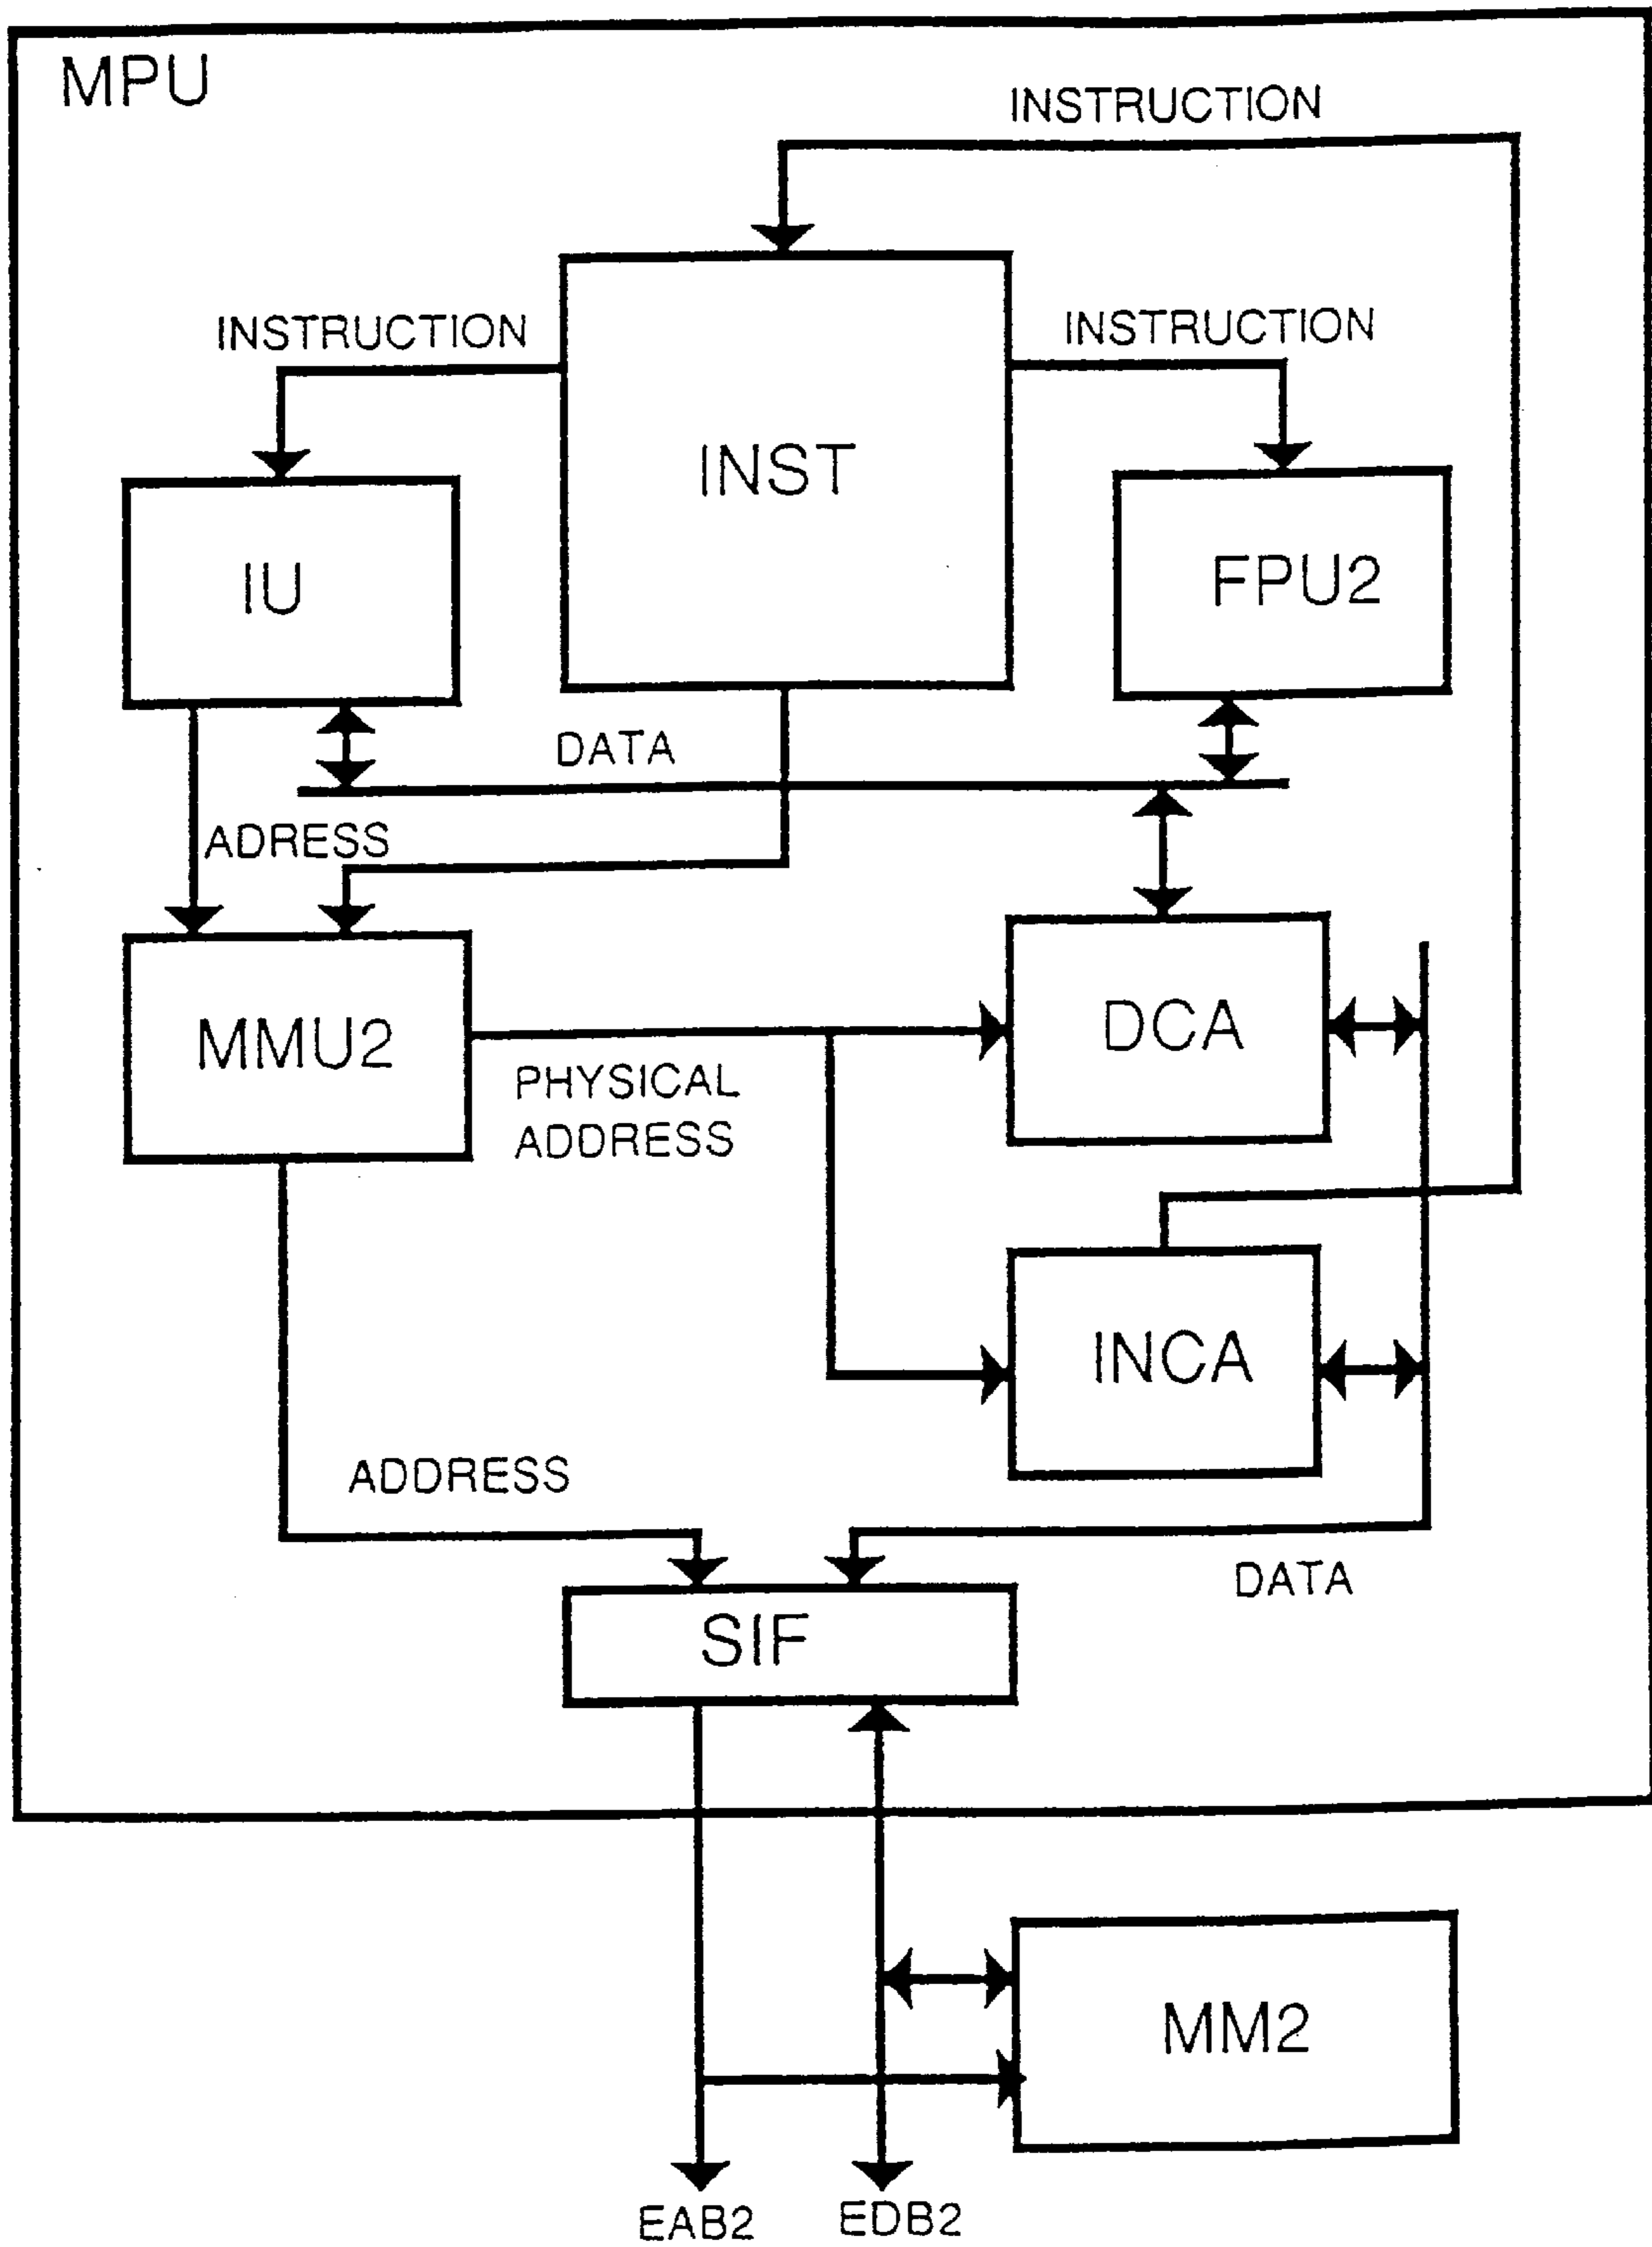 MPU
INSTRUCTION
INSTRUCTION
INSTRUCTION
INST
IU
FPU2
DATA
ADRESS
MMU2
DCA
PHYSICAL
ADDRESS
INCA
ADDRESS
DATA
SIF
MM2
EAB2
EDB2